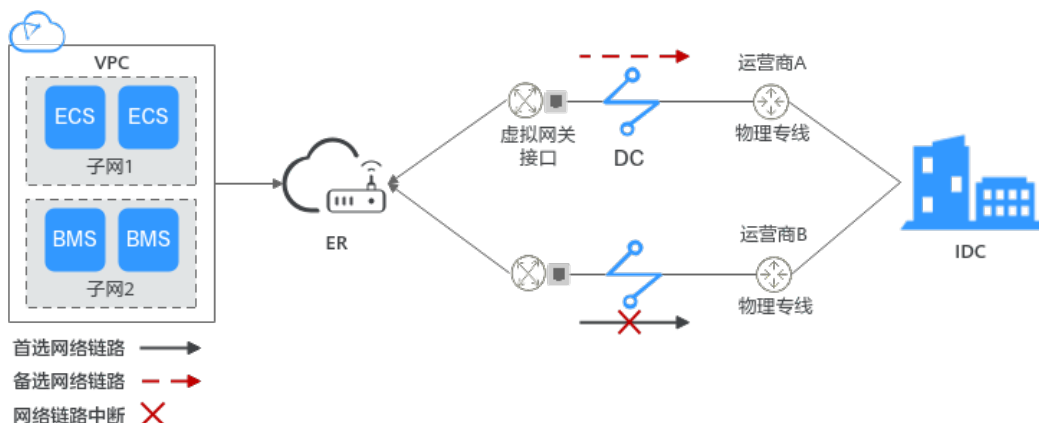 VPC
ECS
ECS
子网1
BMS
BMS
子网2
ER
虚拟网关
接口
DC
运营商A
物理专线
运营商B
物理专线
IDC
首选网络链路
备选网络链路
网络链路中断